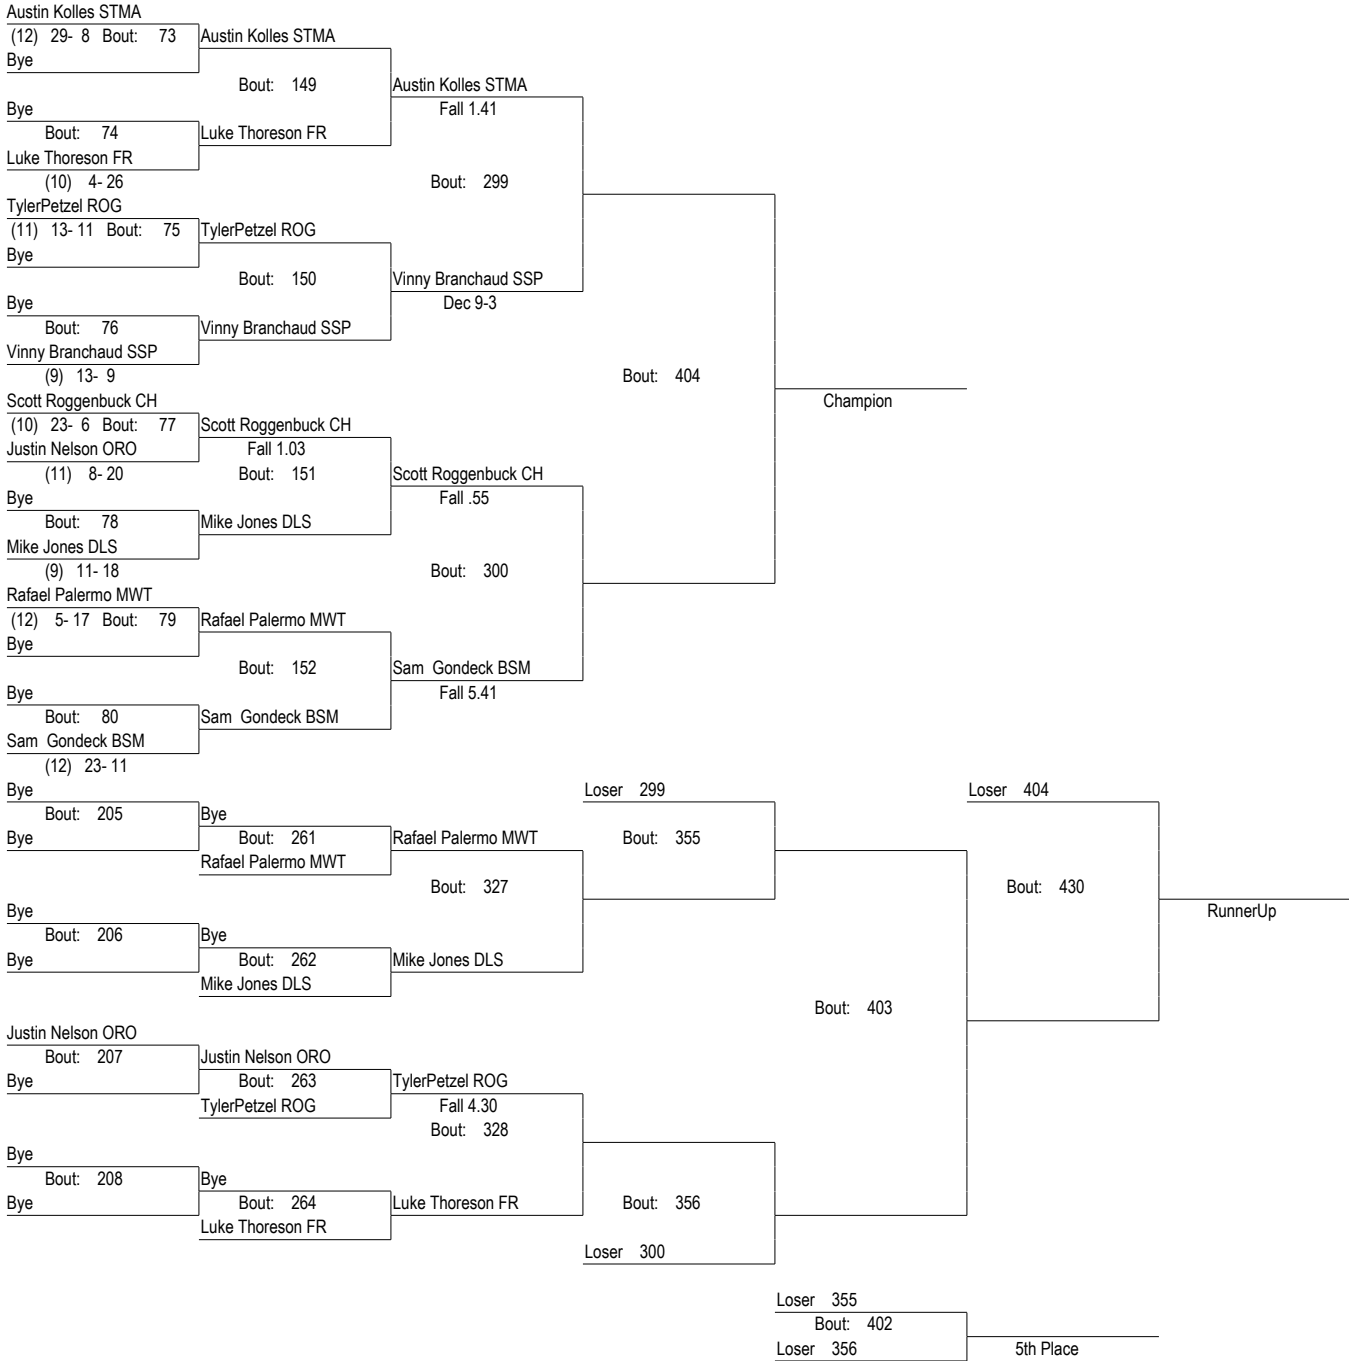 Austin Kolles STMA
(12) 29- 8 Bout: 73 Austin Kolles STMA
Bye
Bout: 149 Austin Kolles STMA
Bye Fall 1.41
Bout: 74 Luke Thoreson FR
Luke Thoreson FR
(10) 4- 26 Bout: 299
TylerPetzel ROG
(11) 13- 11 Bout: 75 TylerPetzel ROG
Bye
Bout: 150 Vinny Branchaud SSP
Bye Dec 9-3
Bout: 76 Vinny Branchaud SSP
Vinny Branchaud SSP
(9) 13- 9 Bout: 404
Scott Roggenbuck CH Champion
(10) 23- 6 Bout: 77 Scott Roggenbuck CH
Justin Nelson ORO Fall 1.03
(11) 8- 20 Bout: 151 Scott Roggenbuck CH
Bye Fall .55
Bout: 78 Mike Jones DLS
Mike Jones DLS
(9) 11- 18 Bout: 300
Rafael Palermo MWT
(12) 5- 17 Bout: 79 Rafael Palermo MWT
Bye
Bout: 152 Sam Gondeck BSM
Bye Fall 5.41
Bout: 80 Sam Gondeck BSM
Sam Gondeck BSM
(12) 23- 11
Bye Loser 299 Loser 404
Bout: 205 Bye
Bye Bout: 261 Rafael Palermo MWT Bout: 355
Rafael Palermo MWT
Bout: 327 Bout: 430
Bye RunnerUp
Bout: 206 Bye
Bye Bout: 262 Mike Jones DLS
Mike Jones DLS
Bout: 403
Justin Nelson ORO
Bout: 207 Justin Nelson ORO
Bye Bout: 263 TylerPetzel ROG
TylerPetzel ROG Fall 4.30
Bout: 328
Bye
Bout: 208 Bye
Bye Bout: 264 Luke Thoreson FR Bout: 356
Luke Thoreson FR
Loser 300
Loser 355
Bout: 402
Loser 356 5th Place